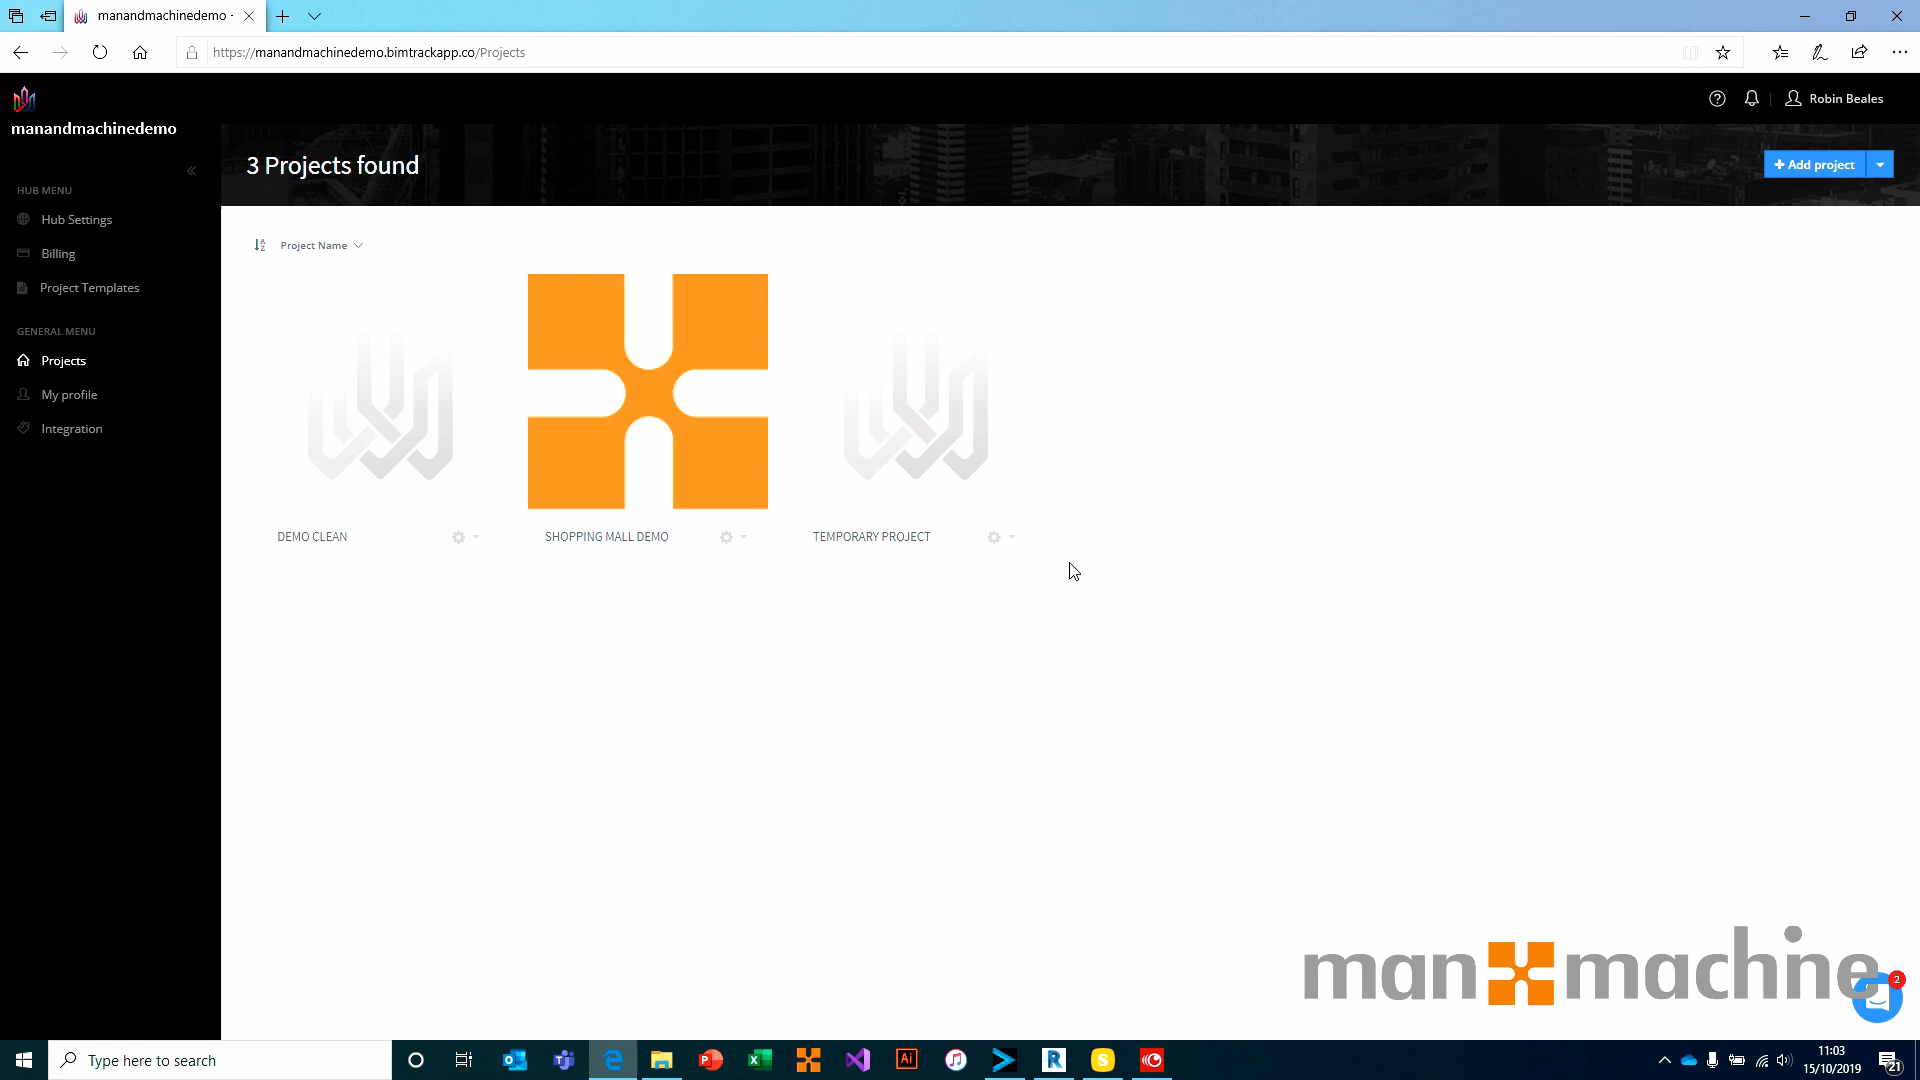 manandmachinedemo -
https://manandmachinedemo.bimtrackapp.co/Projects
manandmachinedemo
Robin Beales
3 Projects found
Add project
HUB MENU
Hub Settings
Billing
Project Templates
GENERAL MENU
Projects
My profile
Integration
Project Name
DEMO CLEAN
SHOPPING MALL DEMO
TEMPORARY PROJECT
man machine
2
Type here to search
11:03
15/10/2019
21